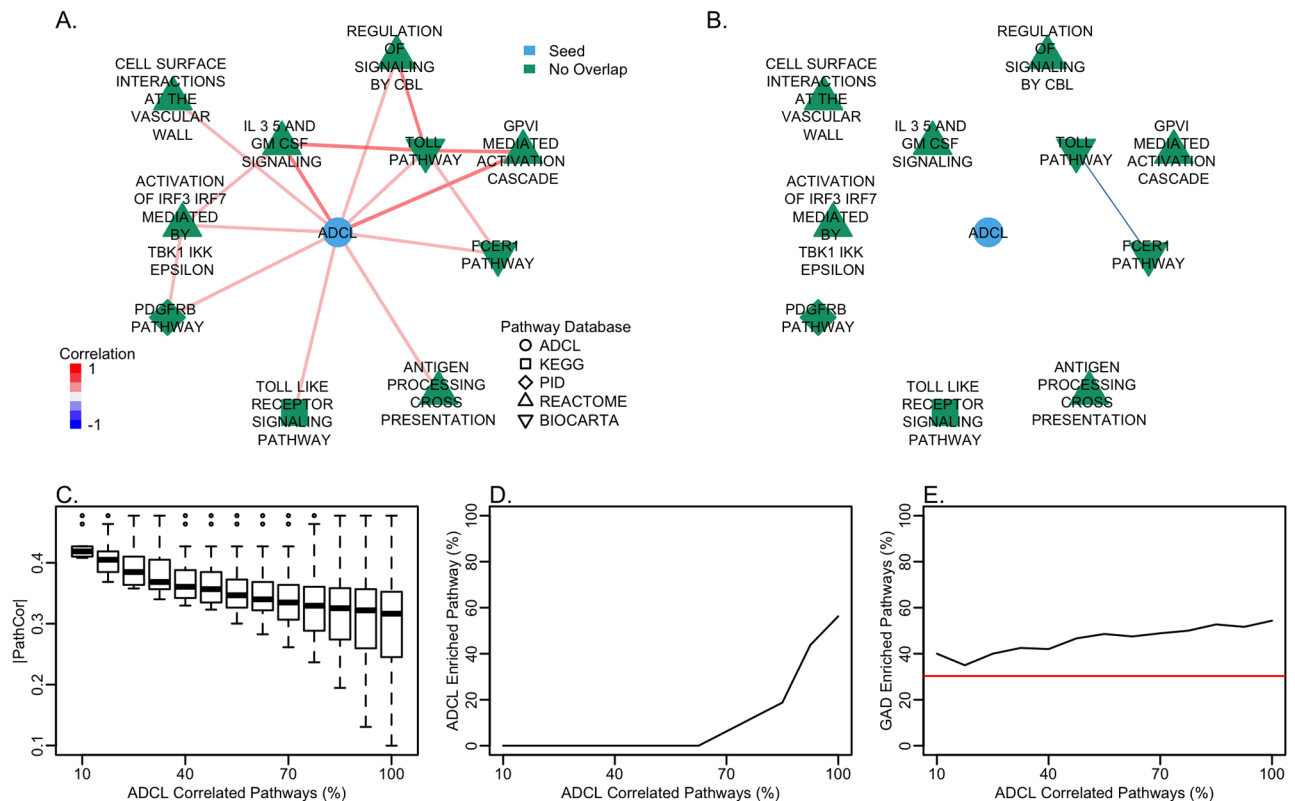 A.
REGULATION
OF
SIGNALING
BY CBL
Seed
No Overlap
CELL SURFACE
INTERACTIONS
AT THE
VASCULAR
WALL
IL 3 5 AND
GM CSF
SIGNALING
TOLL
PATHWAY
GPVI
MEDIATED
ACTIVATION
CASCADE
ACTIVATION
OF IRF3 IRF7
MEDIATED
BY
TBK1 IKK
EPSILON
ADCL
FCER1
PATHWAY
PDGFRB
PATHWAY
Correlation
1
-1
TOLL LIKE
RECEPTOR
SIGNALING
PATHWAY
ANTIGEN
PROCESSING
CROSS
PRESENTATION
Pathway Database
ADCL
KEGG
PID
REACTOME
BIOCARTA
B.
REGULATION
OF
SIGNALING
BY CBL
CELL SURFACE
INTERACTIONS
AT THE
VASCULAR
WALL
IL 3 5 AND
GM CSF
SIGNALING
TOLL
PATHWAY
GPVI
MEDIATED
ACTIVATION
CASCADE
ACTIVATION
OF IRF3 IRF7
MEDIATED
BY
TBK1 IKK
EPSILON
ADCL
FCER1
PATHWAY
PDGFRB
PATHWAY
TOLL LIKE
RECEPTOR
SIGNALING
PATHWAY
ANTIGEN
PROCESSING
CROSS
PRESENTATION
C.
|PathCor|
0.4
0.3
0.2
0.1
10 40 70 100
ADCL Correlated Pathways (%)
D.
ADCL Enriched Pathway (%)
100
80
60
40
20
0
10 40 70 100
ADCL Correlated Pathways (%)
E.
GAD Enriched Pathways (%)
100
80
60
40
20
0
10 40 70 100
ADCL Correlated Pathways (%)